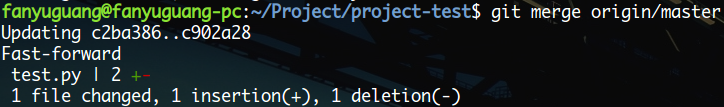 fanyuguang@fanyuguang-pc:~/Project/project-test$ git merge origin/master
Updating c2ba386..c902a28
Fast-forward
 test.py | 2 +-
 1 file changed, 1 insertion(+), 1 deletion(-)